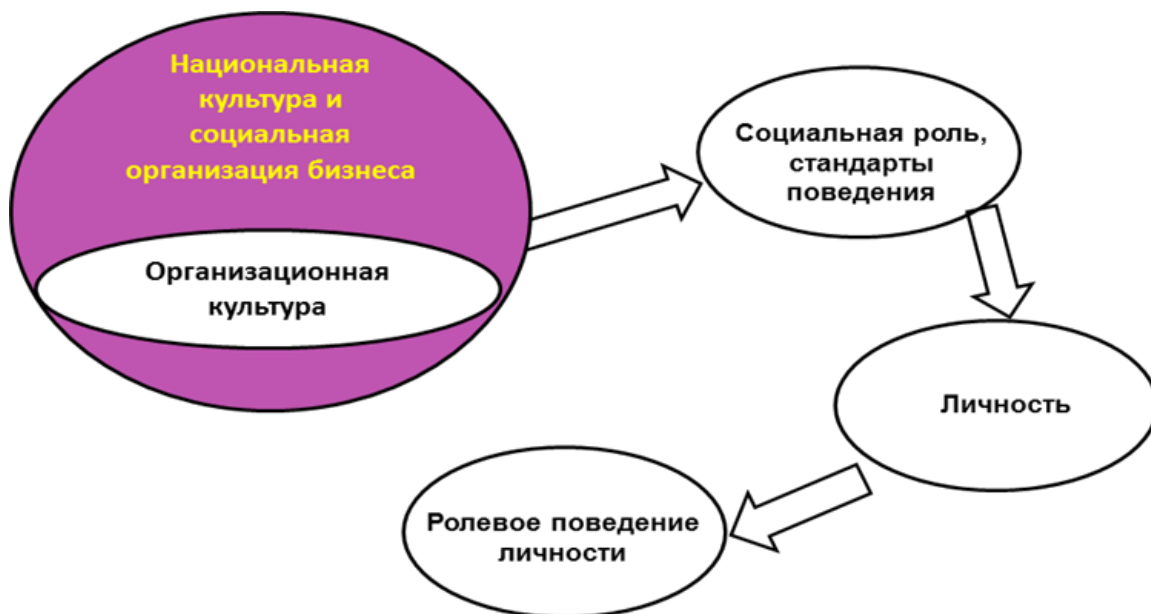 Национальная
культура и
социальная
организация бизнеса
Организационная
культура
Социальная роль,
стандарты
поведения
Личность
Ролевое поведение
личности